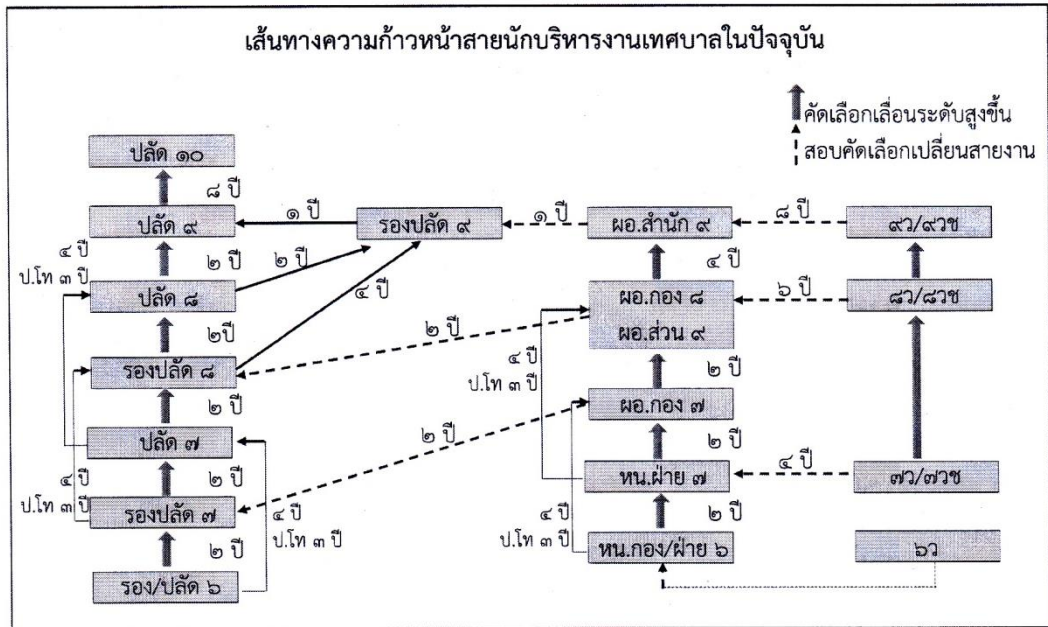 เส้นทางความก้าวหน้าสายนักบริหารงานเทศบาลในปัจจุบัน
คัดเลือกเลื่อนระดับสูงขึ้น
สอบคัดเลือกเปลี่ยนสายงาน
ปลัด ๑๐
๘ ปี
ปลัด ๙
๑ ปี
รองปลัด ๙
๑ ปี
ผอ.สำนัก ๙
๘ ปี
๙ว/๙วช
๔ ปี
ป.โท ๓ ปี
๒ ปี
๒ ปี
๔ ปี
๔ ปี
ปลัด ๘
ผอ.กอง ๘
ผอ.ส่วน ๙
๖ ปี
๘ว/๘วช
๒ปี
๒ ปี
๔ ปี
ป.โท ๓ ปี
๒ ปี
รองปลัด ๘
๒ ปี
ผอ.กอง ๗
ปลัด ๗
๒ ปี
๒ ปี
๔ ปี
ป.โท ๓ ปี
๒ ปี
หน.ฝ่าย ๗
๔ ปี
๗ว/๗วช
รองปลัด ๗
๔ ปี
ป.โท ๓ ปี
๒ ปี
๔ ปี
ป.โท ๓ ปี
๒ ปี
หน.กอง/ฝ่าย ๖
๖ว
รอง/ปลัด ๖